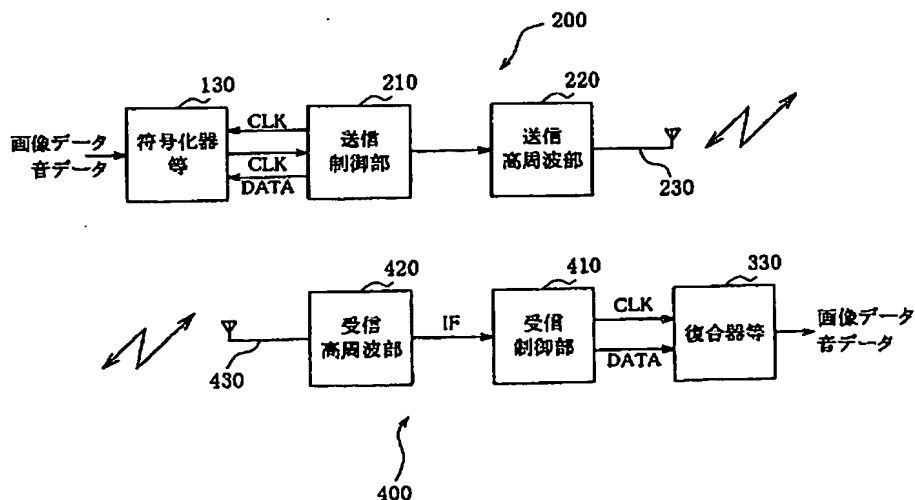 200
130
210
220
画像データ
音データ
符号化器
等
CLK
CLK
DATA
送信
制御部
送信
高周波部
230
420
410
330
430
受信
高周波部
IF
受信
制御部
CLK
DATA
復合器等
画像データ
音データ
400